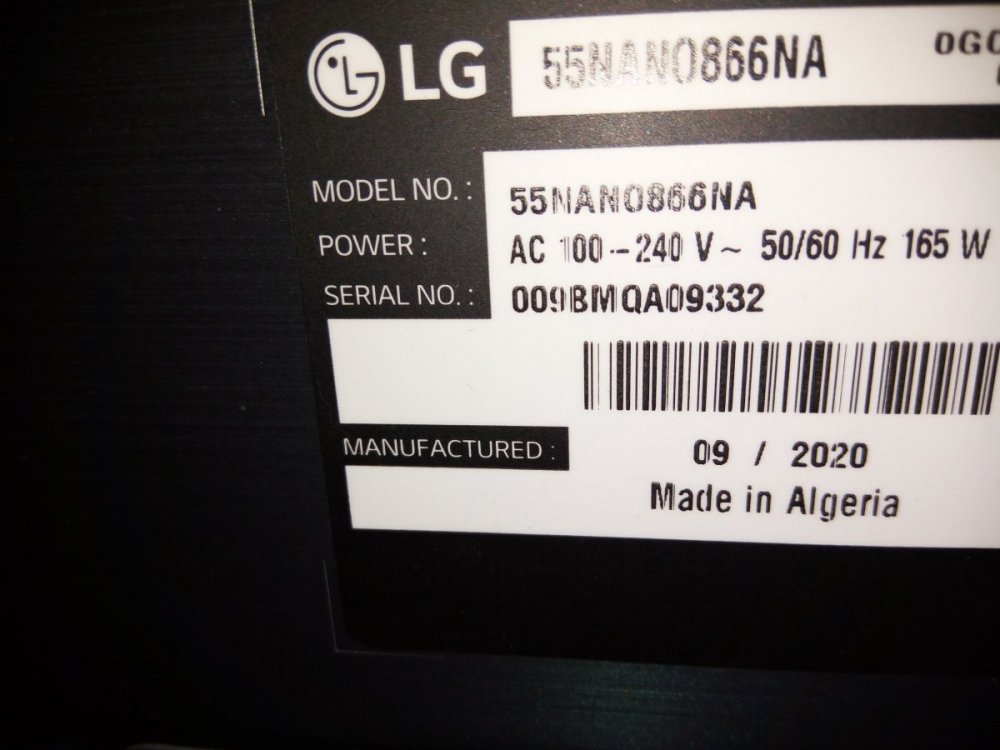 LG 55NANO866NA 0GC
MODEL NO. : 55NANO866NA
POWER : AC 100~240 V~ 50/60 Hz 165 W
SERIAL NO. : 009BMQA09332
MANUFACTURED : 09 / 2020
Made in Algeria